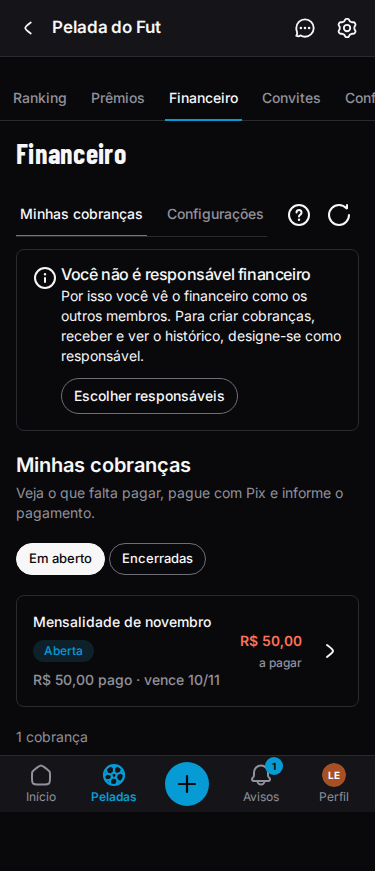 Pelada do Fut
Ranking Prêmios Financeiro Convites Conf
Financeiro
Minhas cobranças Configurações
Você não é responsável financeiro
Por isso você vê o financeiro como os
outros membros. Para criar cobranças,
receber e ver o histórico, designe-se como
responsável.
Escolher responsáveis
Minhas cobranças
Veja o que falta pagar, pague com Pix e informe o
pagamento.
Em aberto Encerradas
Mensalidade de novembro
Aberta
R$ 50,00 pago · vence 10/11
R$ 50,00
a pagar
1 cobrança
1
LE
Início Peladas Avisos Perfil